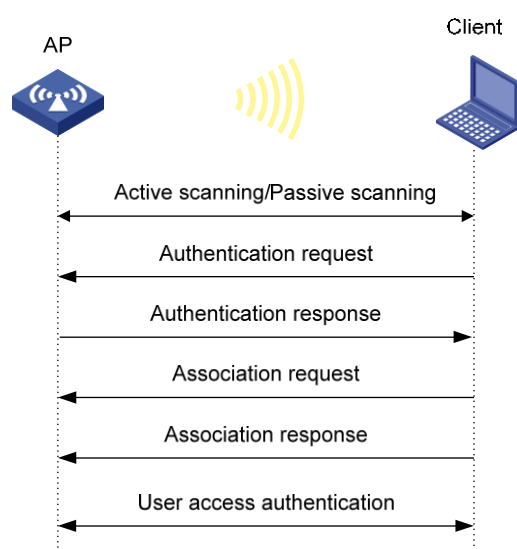 Client
AP
Active scanning/Passive scanning
Authentication request
Authentication response
Association request
Association response
User access authentication